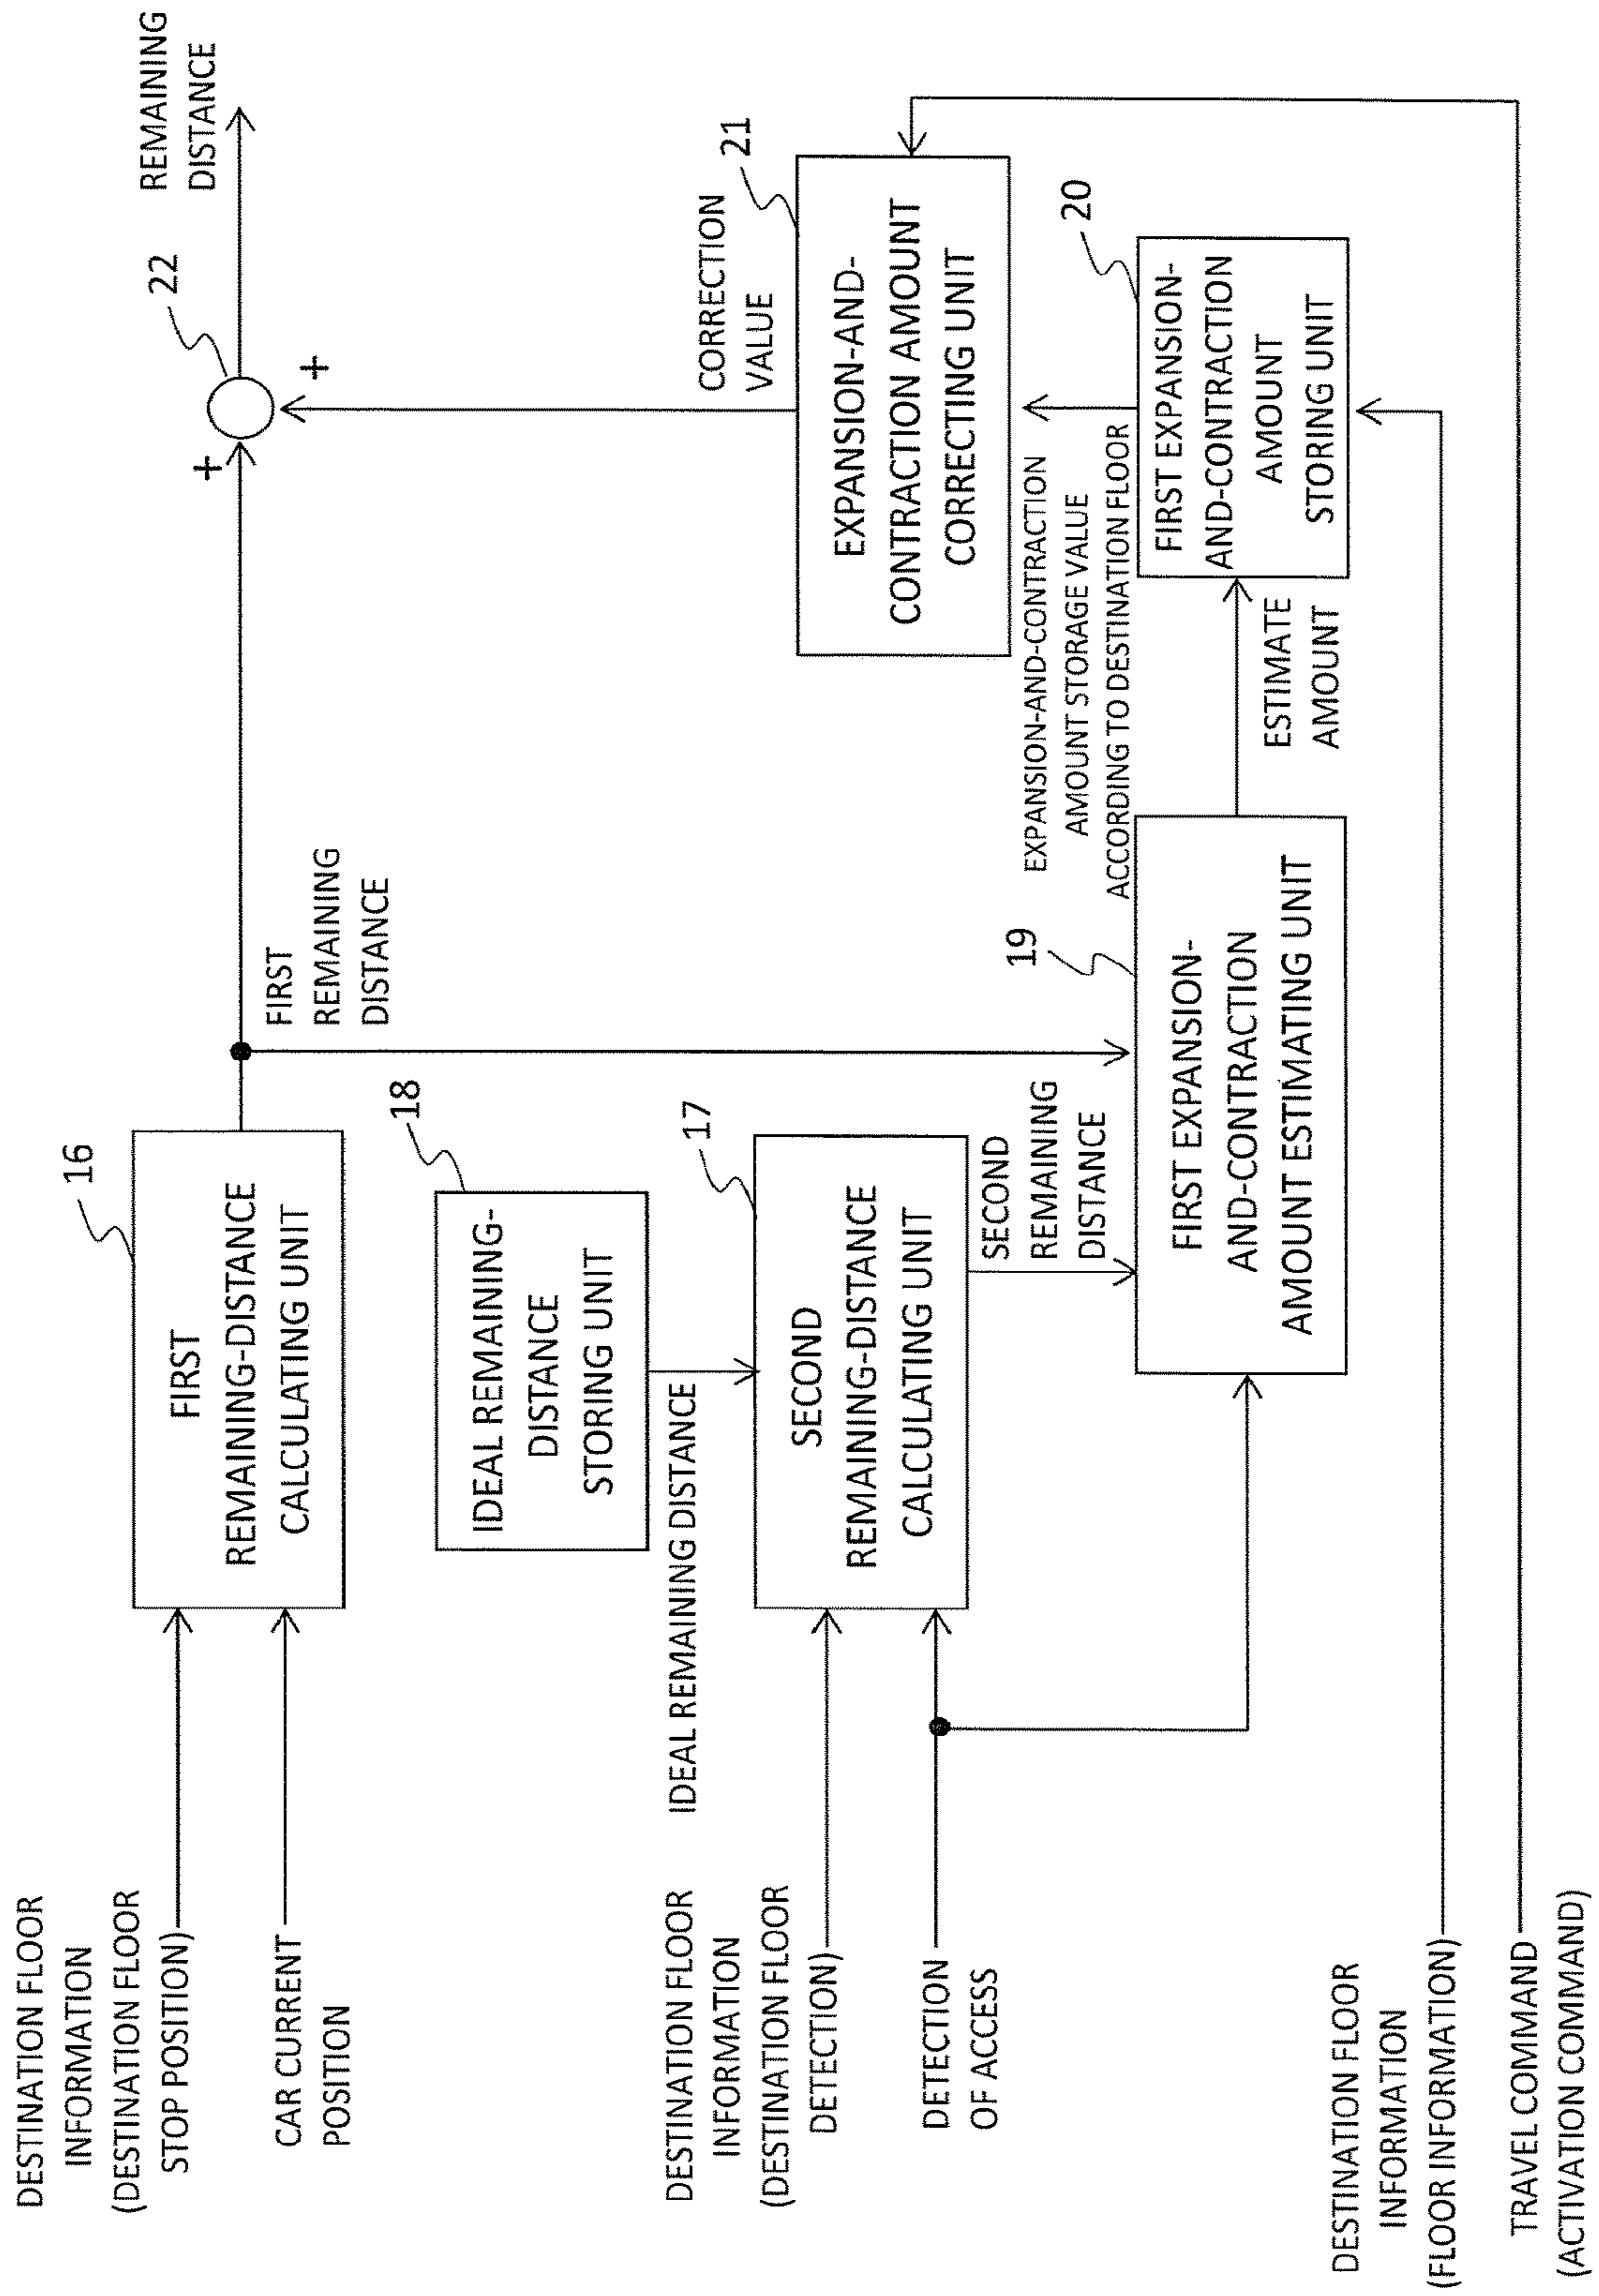 DESTINATION FLOOR
INFORMATION
(DESTINATION FLOOR
STOP POSITION)
CAR CURRENT
POSITION
16
FIRST
REMAINING-DISTANCE
CALCULATING UNIT
FIRST
REMAINING
DISTANCE
+
+
22
REMAINING
DISTANCE
18
IDEAL REMAINING-
DISTANCE
STORING UNIT
IDEAL REMAINING DISTANCE
DESTINATION FLOOR
INFORMATION
(DESTINATION FLOOR
DETECTION)
DETECTION
OF ACCESS
17
SECOND
REMAINING-DISTANCE
CALCULATING UNIT
SECOND
REMAINING
DISTANCE
CORRECTION
VALUE
21
EXPANSION-AND-
CONTRACTION AMOUNT
CORRECTING UNIT
EXPANSION-AND-CONTRACTION
AMOUNT STORAGE VALUE
ACCORDING TO DESTINATION FLOOR
19
FIRST EXPANSION-
AND-CONTRACTION
AMOUNT ESTIMATING UNIT
ESTIMATE
AMOUNT
20
FIRST EXPANSION-
AND-CONTRACTION
AMOUNT
STORING UNIT
DESTINATION FLOOR
INFORMATION
(FLOOR INFORMATION)
TRAVEL COMMAND
(ACTIVATION COMMAND)